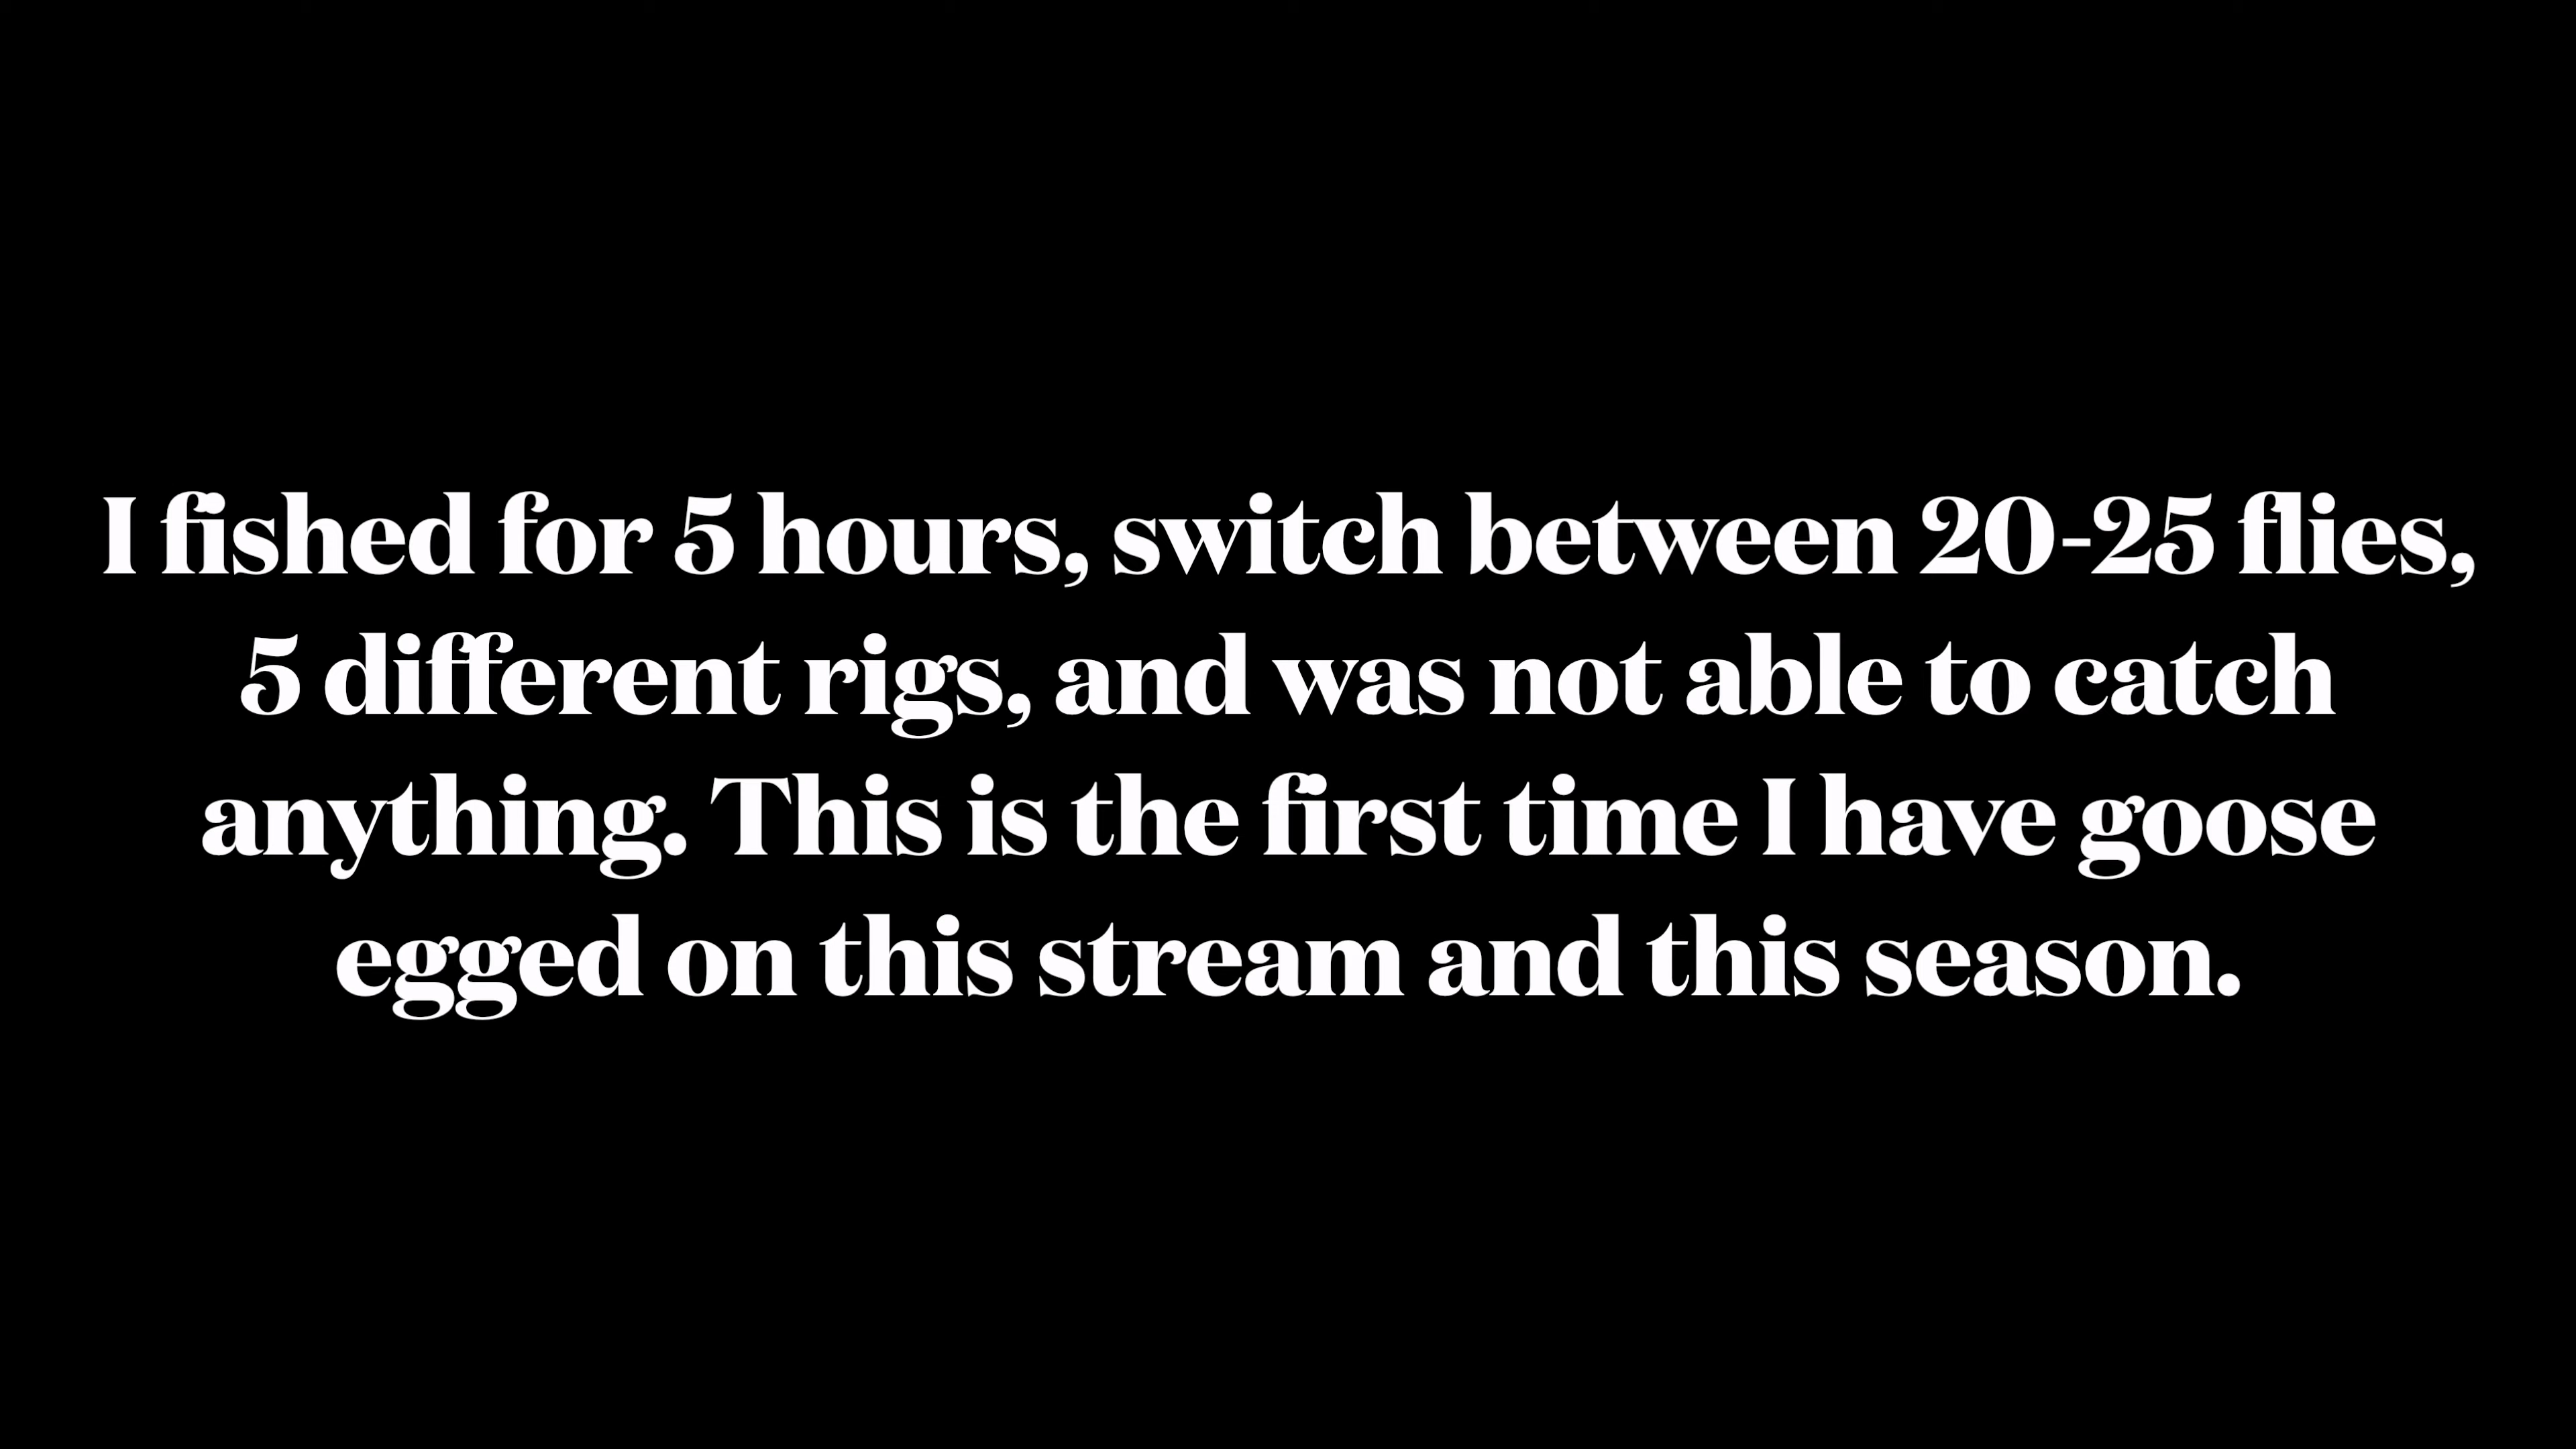 I fished for 5 hours, switch between 20-25 flies,
5 different rigs, and was not able to catch
anything. This is the first time I have goose
egged on this stream and this season.